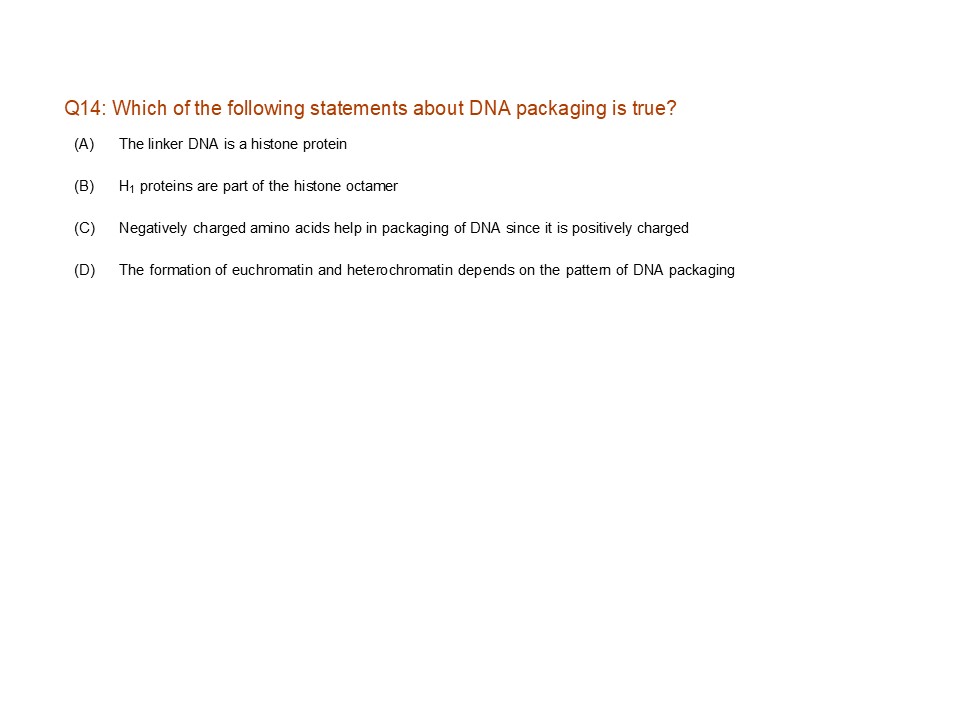 Q14: Which of the following statements about DNA packaging is true?
(A) The linker DNA is a histone protein
(B) H₁ proteins are part of the histone octamer
(C) Negatively charged amino acids help in packaging of DNA since it is positively charged
(D) The formation of euchromatin and heterochromatin depends on the pattern of DNA packaging